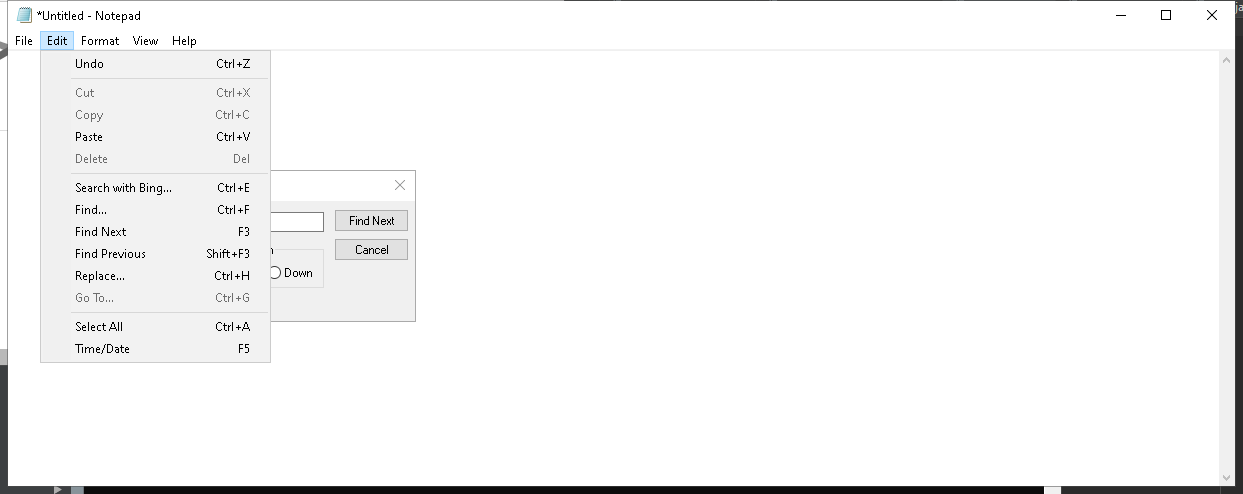 *Untitled - Notepad
File Edit Format View Help
Undo Ctrl+Z
Cut Ctrl+X
Copy Ctrl+C
Paste Ctrl+V
Delete Del
Search with Bing... Ctrl+E
Find... Ctrl+F
Find Next F3
Find Previous Shift+F3
Replace... Ctrl+H
Go To... Ctrl+G
Select All Ctrl+A
Time/Date F5
Find Next
Cancel
Down